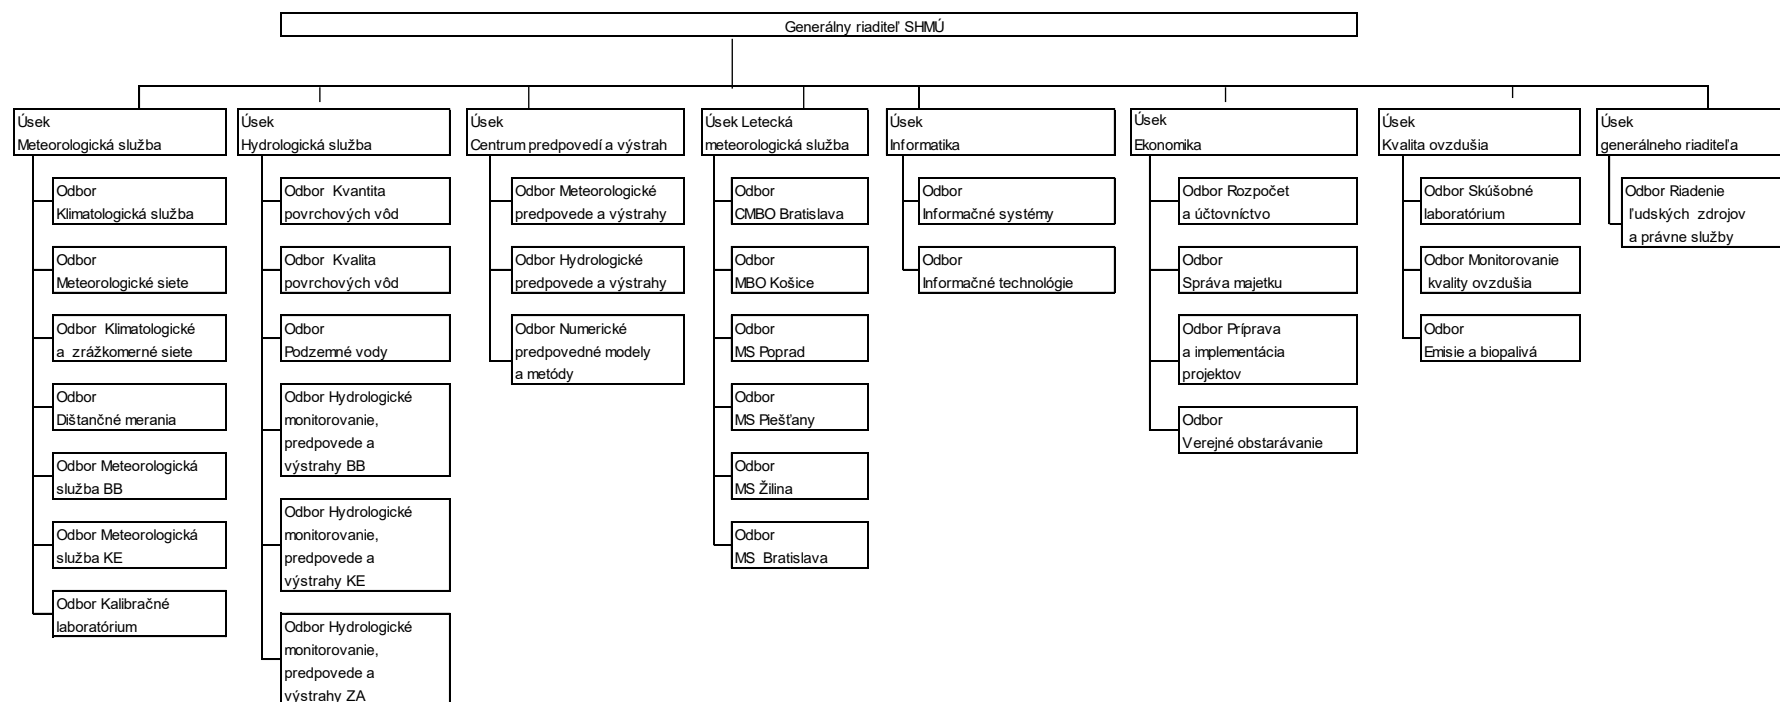 Generálny riaditeľ SHMÚ
Úsek
Meteorologická služba
Odbor
Klimatologická služba
Odbor
Meteorologické siete
Odbor Klimatologické
a zrážkomerné siete
Odbor
Dištančné merania
Odbor Meteorologická
služba BB
Odbor Meteorologická
služba KE
Odbor Kalibračné
laboratórium
Úsek
Hydrologická služba
Odbor Kvantita
povrchových vôd
Odbor Kvalita
povrchových vôd
Odbor
Podzemné vody
Odbor Hydrologické
monitorovanie,
predpovede a
výstrahy BB
Odbor Hydrologické
monitorovanie,
predpovede a
výstrahy KE
Odbor Hydrologické
monitorovanie,
predpovede a
výstrahy ZA
Úsek
Centrum predpovedí a výstrah
Odbor Meteorologické
predpovede a výstrahy
Odbor Hydrologické
predpovede a výstrahy
Odbor Numerické
predpovedné modely
a metódy
Úsek Letecká
meteorologická služba
Odbor
CMBO Bratislava
Odbor
MBO Košice
Odbor
MS Poprad
Odbor
MS Piešťany
Odbor
MS Žilina
Odbor
MS Bratislava
Úsek
Informatika
Odbor
Informačné systémy
Odbor
Informačné technológie
Úsek
Ekonomika
Odbor Rozpočet
a účtovníctvo
Odbor
Správa majetku
Odbor Príprava
a implementácia
projektov
Odbor
Verejné obstarávanie
Úsek
Kvalita ovzdušia
Odbor Skúšobné
laboratórium
Odbor Monitorovanie
kvality ovzdušia
Odbor
Emisie a biopalivá
Úsek
generálneho riaditeľa
Odbor Riadenie
ľudských zdrojov
a právne služby